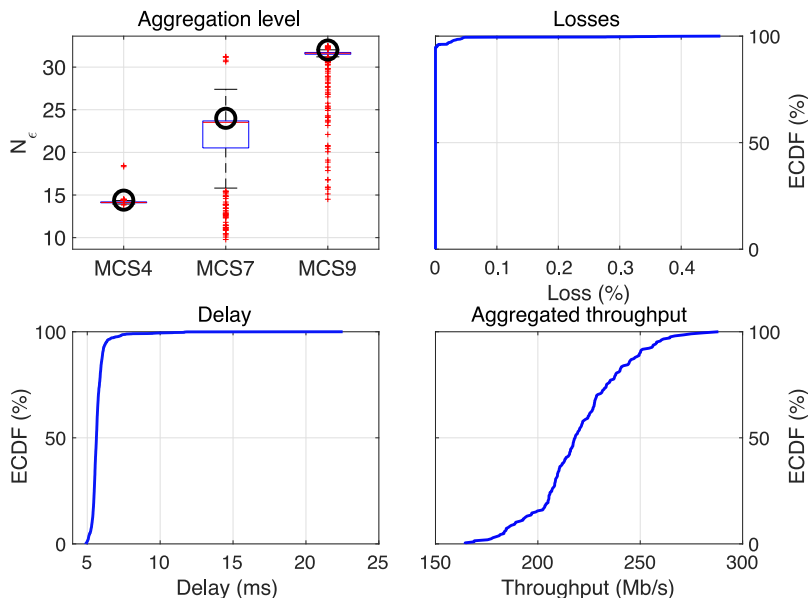 Aggregation level
N ϵ
30
25
20
15
10
MCS4 MCS7 MCS9
Losses
100
50
0
ECDF (%)
0 0.1 0.2 0.3 0.4
Loss (%)
Delay
100
50
0
ECDF (%)
5 10 15 20 25
Delay (ms)
Aggregated throughput
100
50
0
ECDF (%)
150 200 250 300
Throughput (Mb/s)